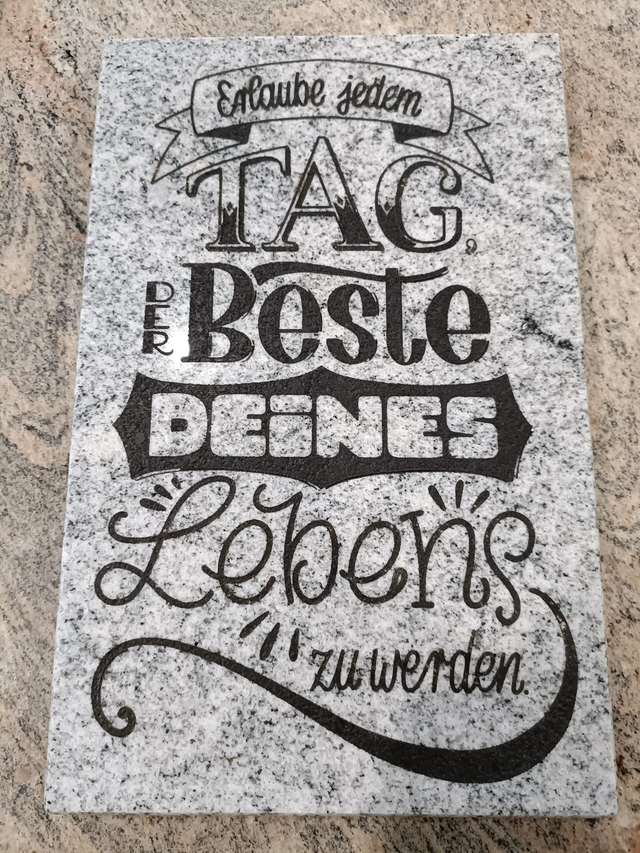 Erlaube jedem
TAG,
DER Beste
DEiNES
Lebens
zu werden.